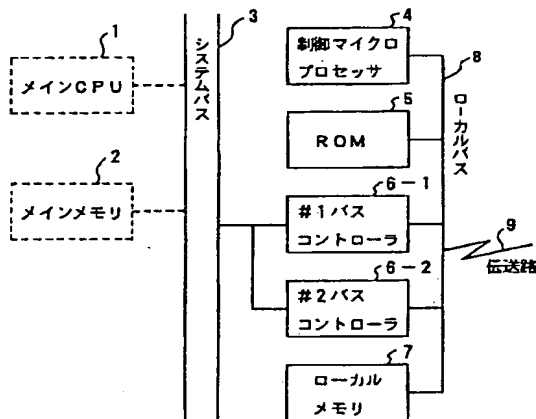 1
メインCPU
2
メインメモリ
3
システムバス
4
制御マイクロ
プロセッサ
5
ROM
6-1
#1バス
コントローラ
6-2
#2バス
コントローラ
7
ローカル
メモリ
8
ローカルバス
9
伝送路